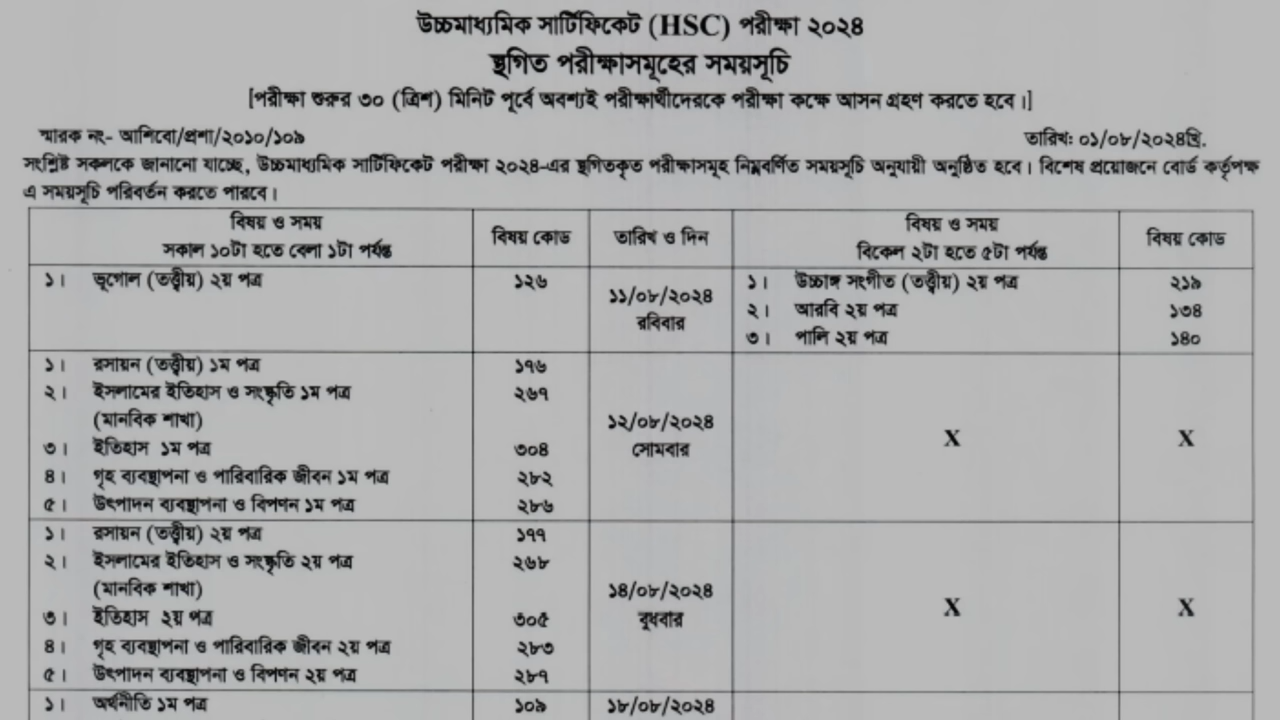 উচ্চমাধ্যমিক সার্টিফিকেট (HSC) পরীক্ষা ২০২৪
স্থগিত পরীক্ষাসমূহের সময়সূচি
[পরীক্ষা শুরুর ৩০ (ত্রিশ) মিনিট পূর্বে অবশ্যই পরীক্ষার্থীদেরকে পরীক্ষা কক্ষে আসন গ্রহণ করতে হবে।]
স্মারক নং- আশিবো/প্রশা/২০১০/১০৯ তারিখ: ০১/০৮/২০২৪খ্রি.
সংশ্লিষ্ট সকলকে জানানো যাচ্ছে, উচ্চমাধ্যমিক সার্টিফিকেট পরীক্ষা ২০২৪-এর স্থগিতকৃত পরীক্ষাসমূহ নিম্নবর্ণিত সময়সূচি অনুযায়ী অনুষ্ঠিত হবে। বিশেষ প্রয়োজনে বোর্ড কর্তৃপক্ষ
এ সময়সূচি পরিবর্তন করতে পারবে।
বিষয় ও সময়
সকাল ১০টা হতে বেলা ১টা পর্যন্ত
বিষয় কোড
তারিখ ও দিন
বিষয় ও সময়
বিকেল ২টা হতে ৫টা পর্যন্ত
বিষয় কোড
১। ভূগোল (তত্ত্বীয়) ২য় পত্র ১২৬
১১/০৮/২০২৪
রবিবার
১। উচ্চাঙ্গ সংগীত (তত্ত্বীয়) ২য় পত্র ২১৯
২। আরবি ২য় পত্র ১৩৪
৩। পালি ২য় পত্র ১৪০
১। রসায়ন (তত্ত্বীয়) ১ম পত্র ১৭৬
২। ইসলামের ইতিহাস ও সংস্কৃতি ১ম পত্র ২৬৭
(মানবিক শাখা)
৩। ইতিহাস ১ম পত্র ৩০৪
৪। গৃহ ব্যবস্থাপনা ও পারিবারিক জীবন ১ম পত্র ২৮২
৫। উৎপাদন ব্যবস্থাপনা ও বিপণন ১ম পত্র ২৮৬
১২/০৮/২০২৪
সোমবার
X X
১। রসায়ন (তত্ত্বীয়) ২য় পত্র ১৭৭
২। ইসলামের ইতিহাস ও সংস্কৃতি ২য় পত্র ২৬৮
(মানবিক শাখা)
৩। ইতিহাস ২য় পত্র ৩০৫
৪। গৃহ ব্যবস্থাপনা ও পারিবারিক জীবন ২য় পত্র ২৮৩
৫। উৎপাদন ব্যবস্থাপনা ও বিপণন ২য় পত্র ২৮৭
১৪/০৮/২০২৪
বুধবার
X X
১। অর্থনীতি ১ম পত্র ১০৯ ১৮/০৮/২০২৪